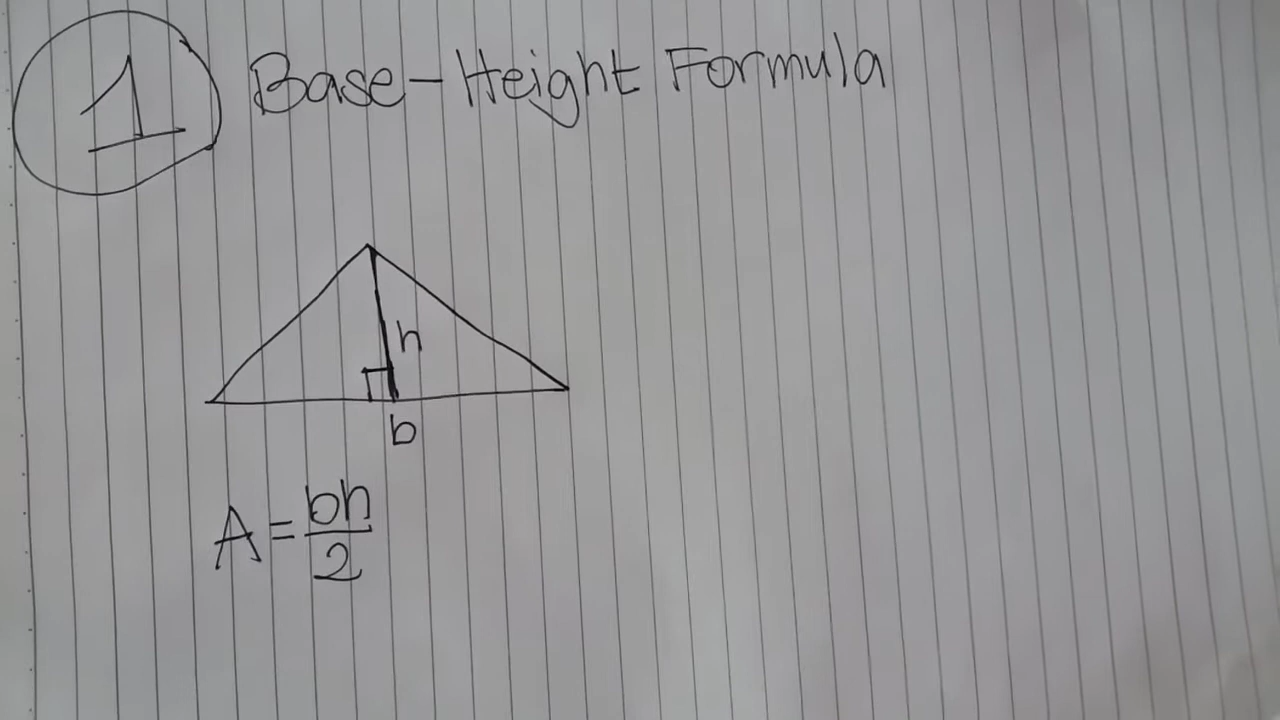 1 Base-Height Formula
h
b
A = bh/2